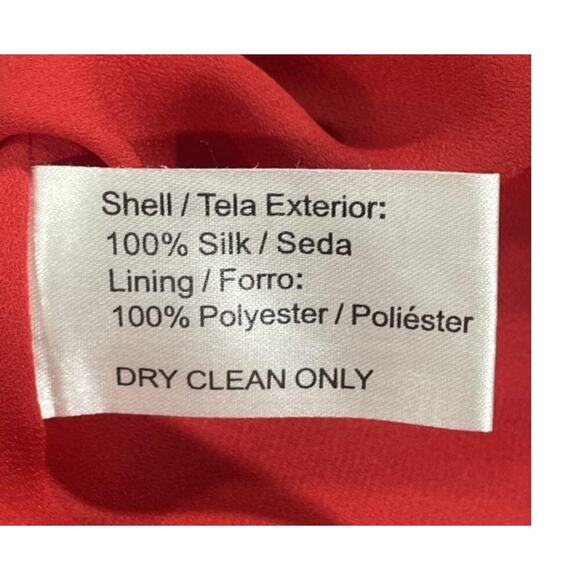 Shell / Tela Exterior:
100% Silk / Seda
Lining / Forro:
100% Polyester / Poliéster
DRY CLEAN ONLY